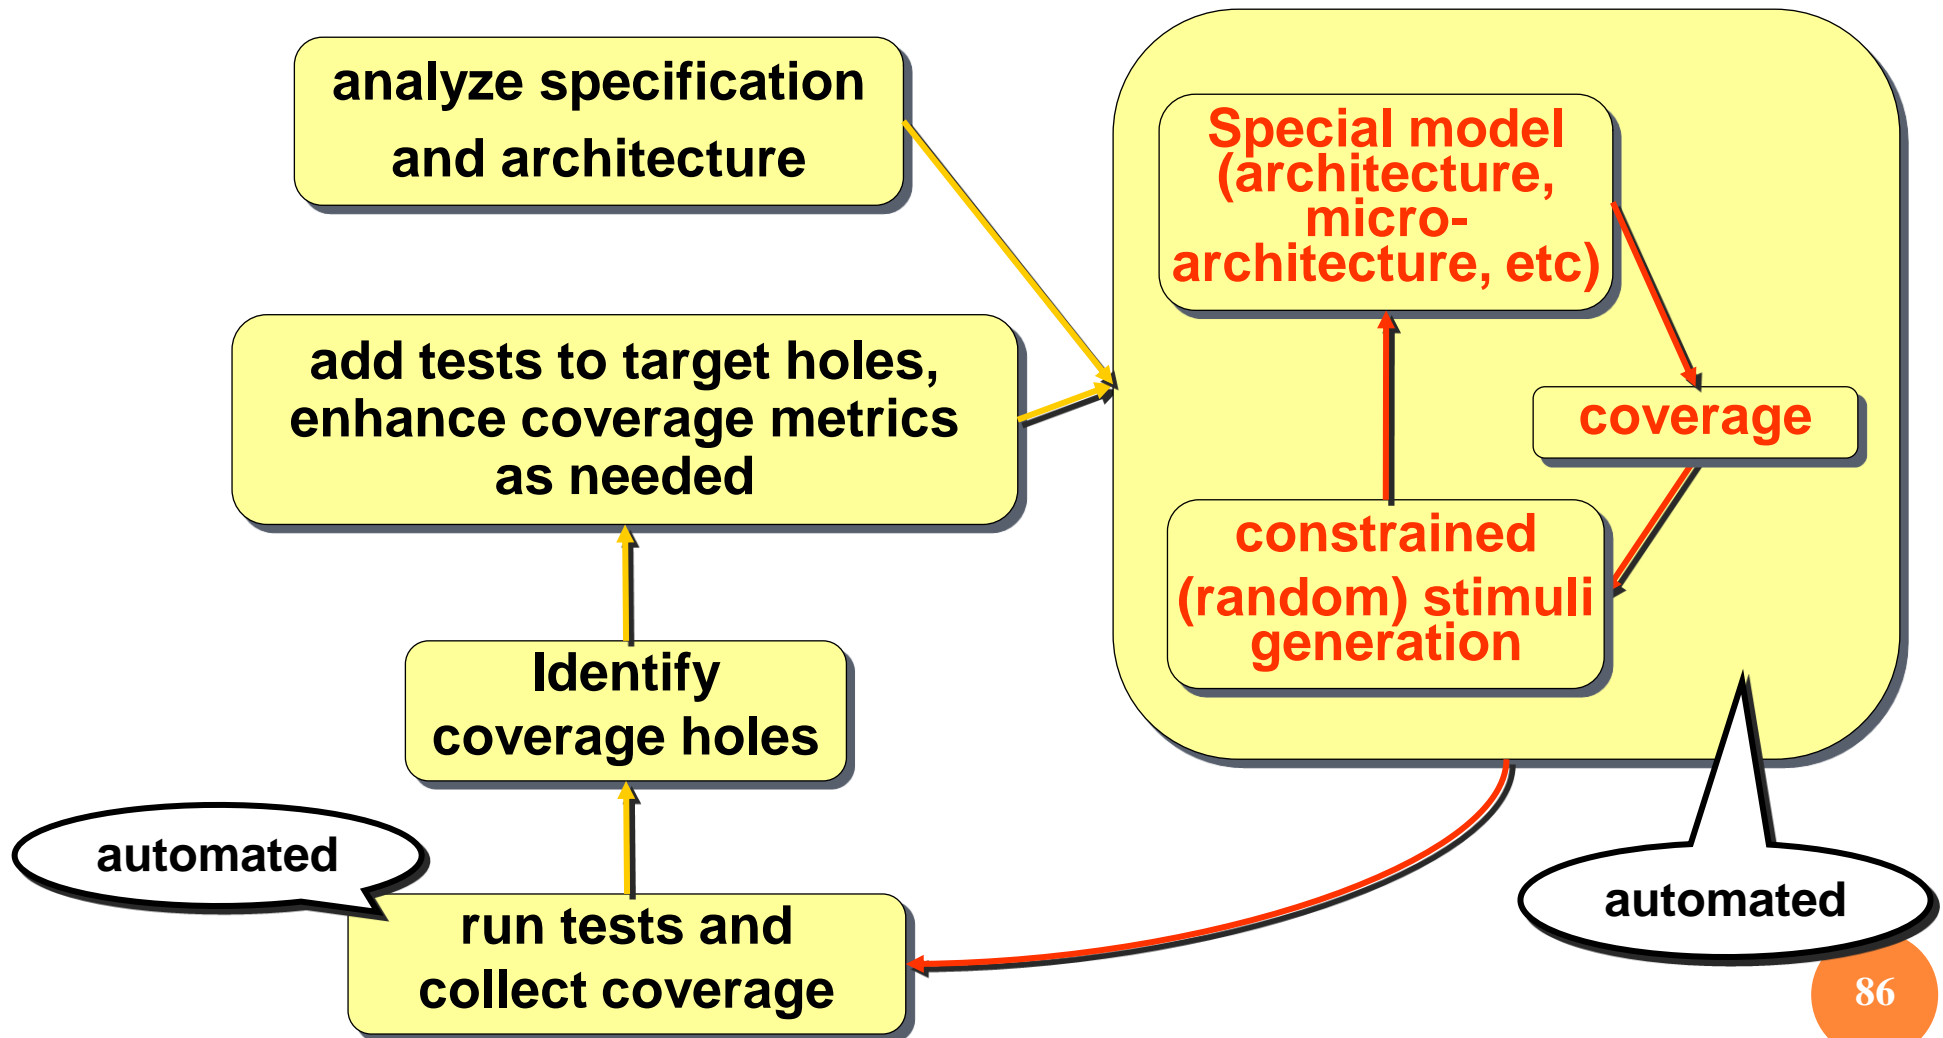 analyze specification
and architecture
add tests to target holes,
enhance coverage metrics
as needed
Identify
coverage holes
automated
run tests and
collect coverage
Special model
(architecture,
micro-
architecture, etc)
coverage
constrained
(random) stimuli
generation
automated
86